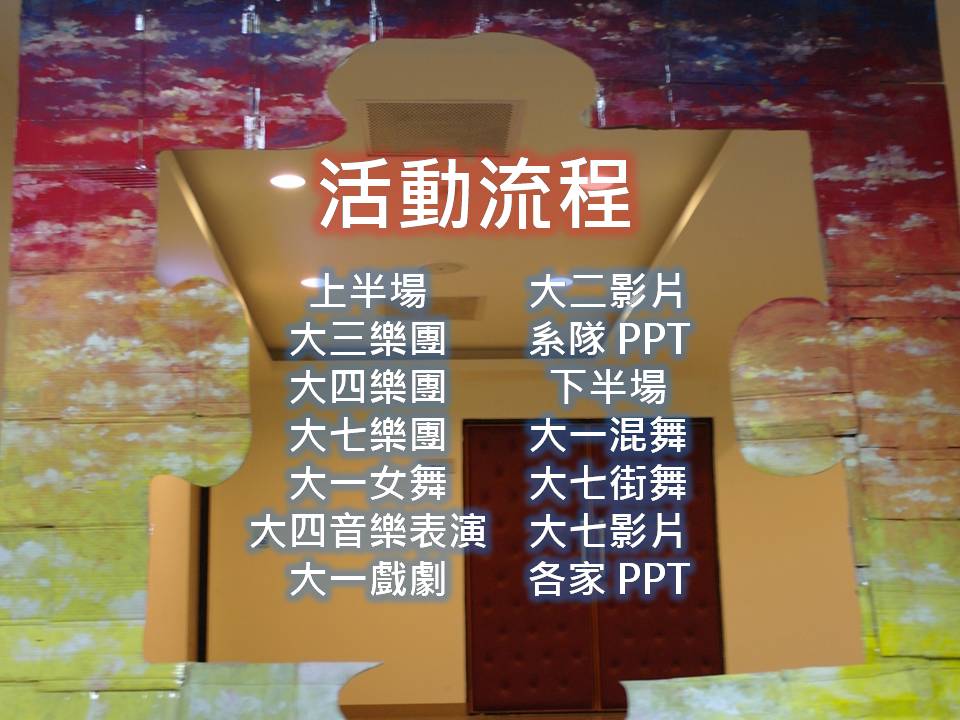 活動流程
上半場
大三樂團
大四樂團
大七樂團
大一女舞
大四音樂表演
大一戲劇
大二影片
系隊 PPT
下半場
大一混舞
大七街舞
大七影片
各家 PPT